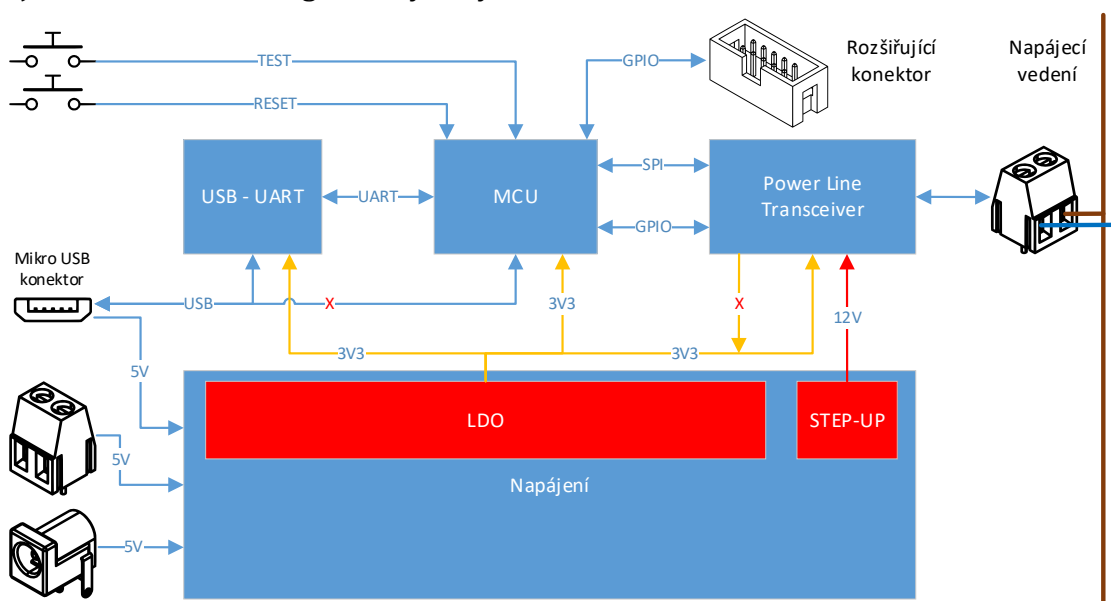 TEST
RESET
GPIO
Rozšiřující
konektor
Napájecí
vedení
USB - UART
UART
MCU
SPI
GPIO
Power Line
Transceiver
Mikro USB
konektor
USB
X
3V3
X
12V
3V3
3V3
5V
LDO
STEP-UP
5V
Napájení
5V